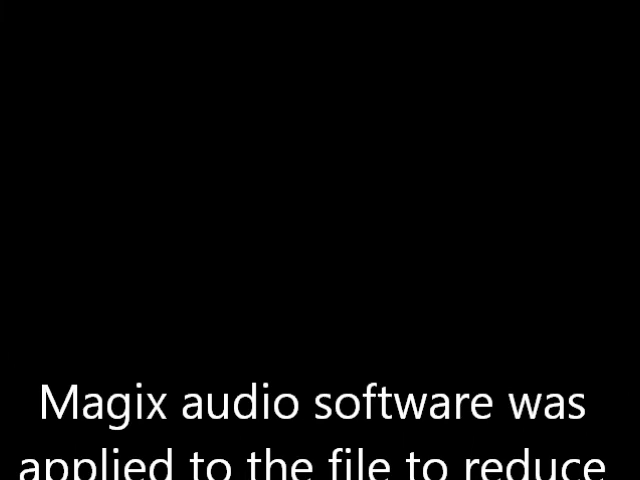 Magix audio software was
applied to the file to reduce